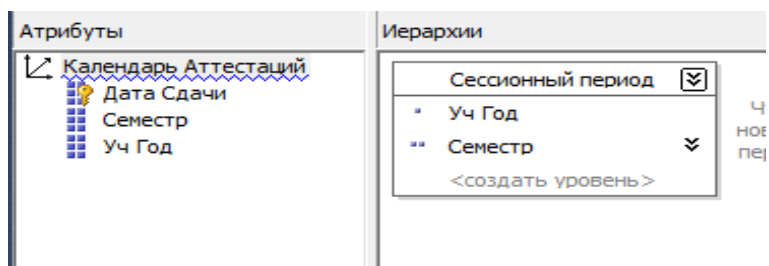 Атрибуты
Календарь Аттестаций
Дата Сдачи
Семестр
Уч Год
Иерархии
Сессионный период
Уч Год
Семестр
<создать уровень>